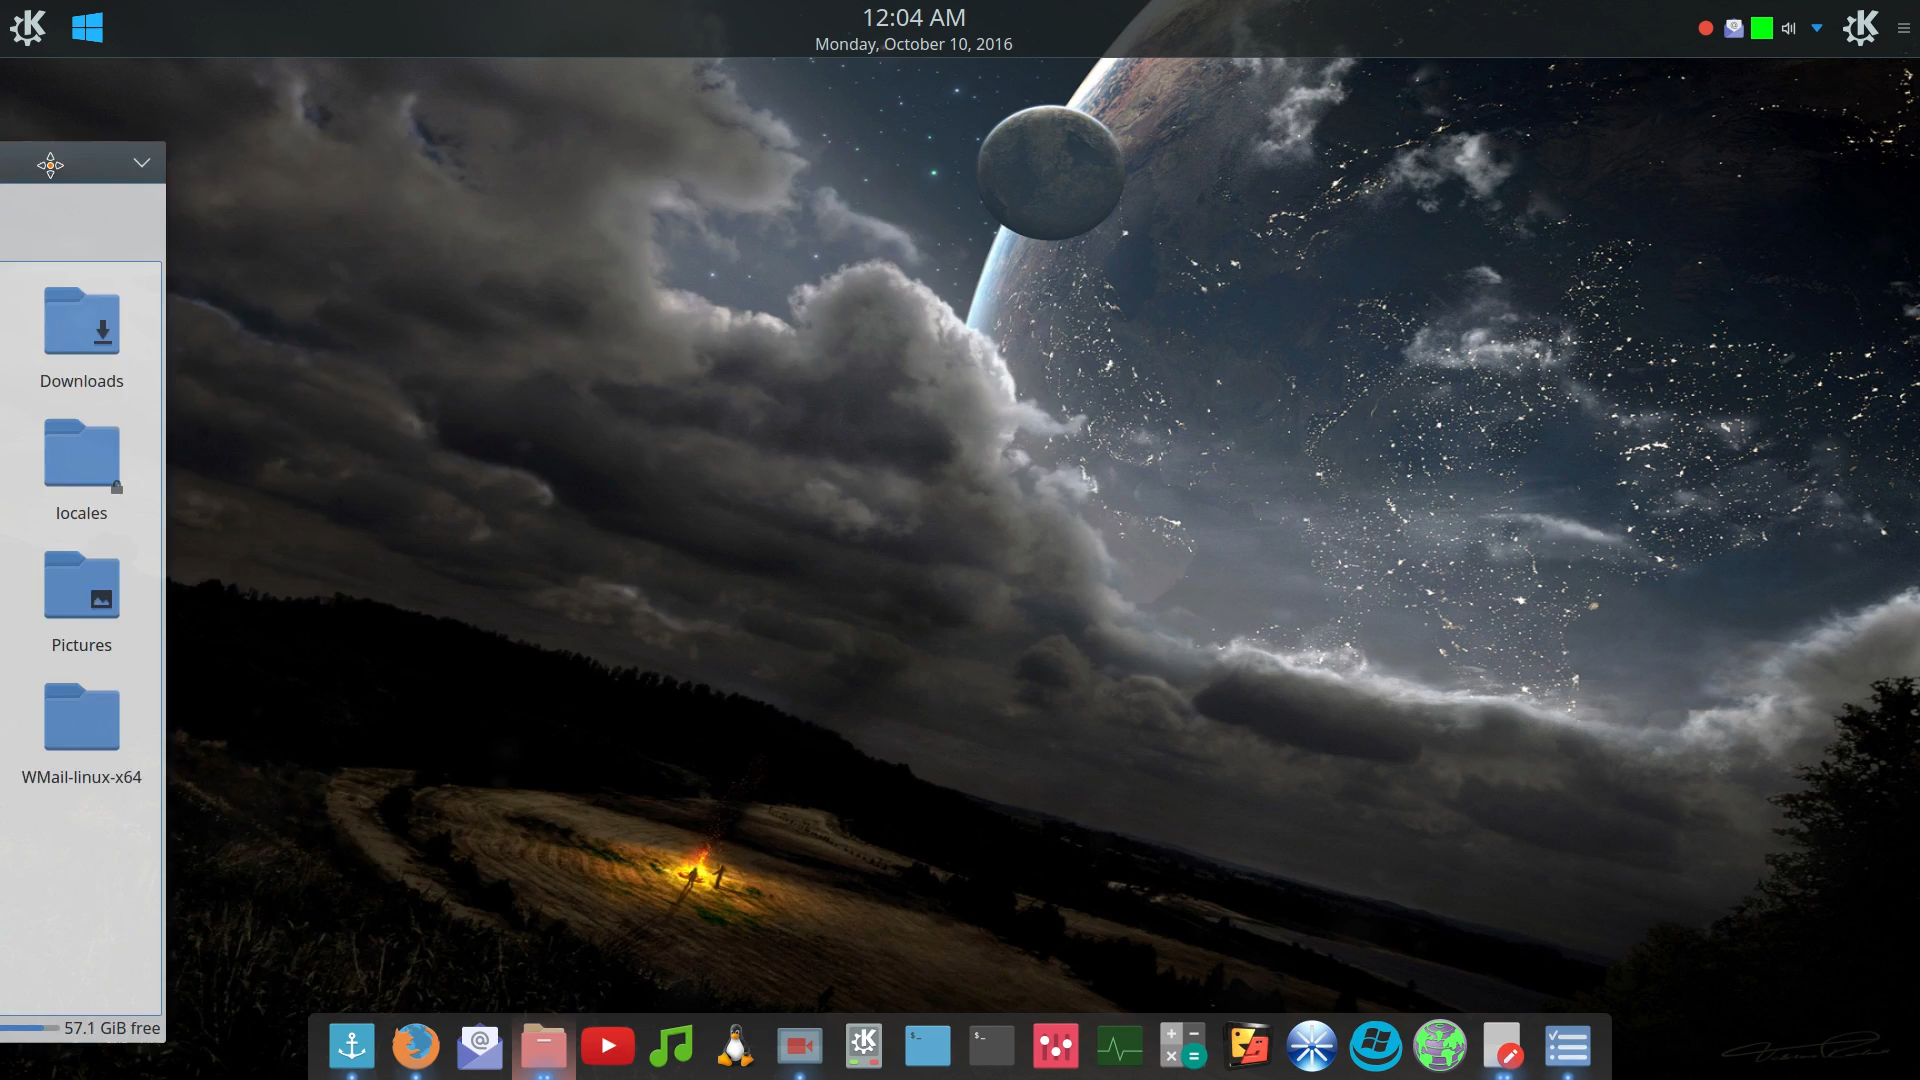 12:04 AM
Monday, October 10, 2016
Downloads
locales
Pictures
WMail-linux-x64
57.1 GiB free